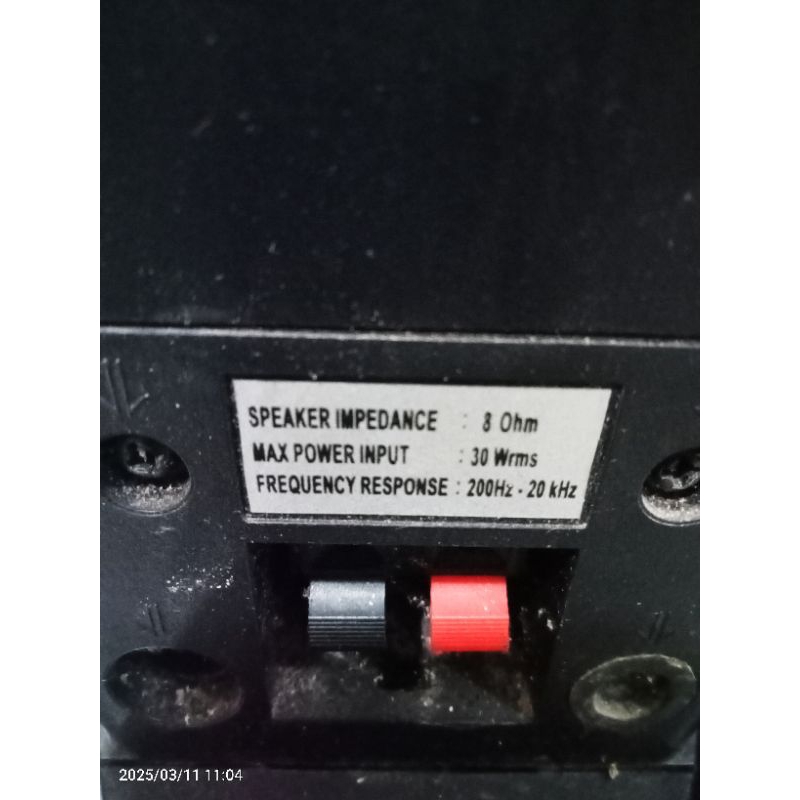 SPEAKER IMPEDANCE : 8 Ohm
MAX POWER INPUT : 30 Wrms
FREQUENCY RESPONSE : 200Hz - 20 kHz
2025/03/11 11:04